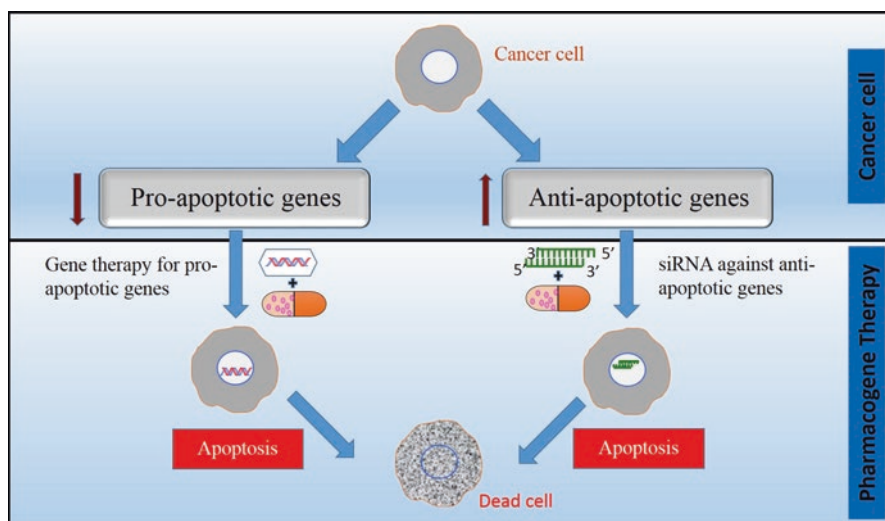 Cancer cell
Cancer cell
Pro-apoptotic genes
Anti-apoptotic genes
Gene therapy for pro-
apoptotic genes
+
3′ 5′
5′ 3′
+
siRNA against anti-
apoptotic genes
Pharmacogene Therapy
Apoptosis
Apoptosis
Dead cell